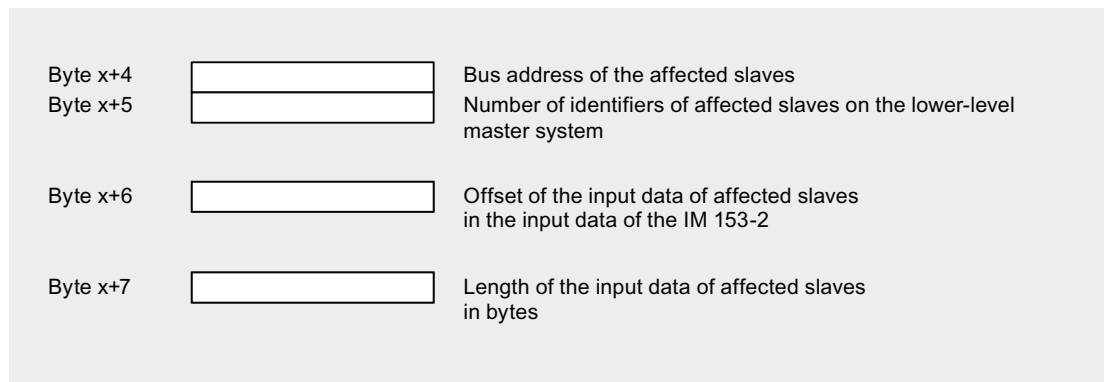 Byte x+4 Bus address of the affected slaves
Byte x+5 Number of identifiers of affected slaves on the lower-level
master system
Byte x+6 Offset of the input data of affected slaves
in the input data of the IM 153-2
Byte x+7 Length of the input data of affected slaves
in bytes